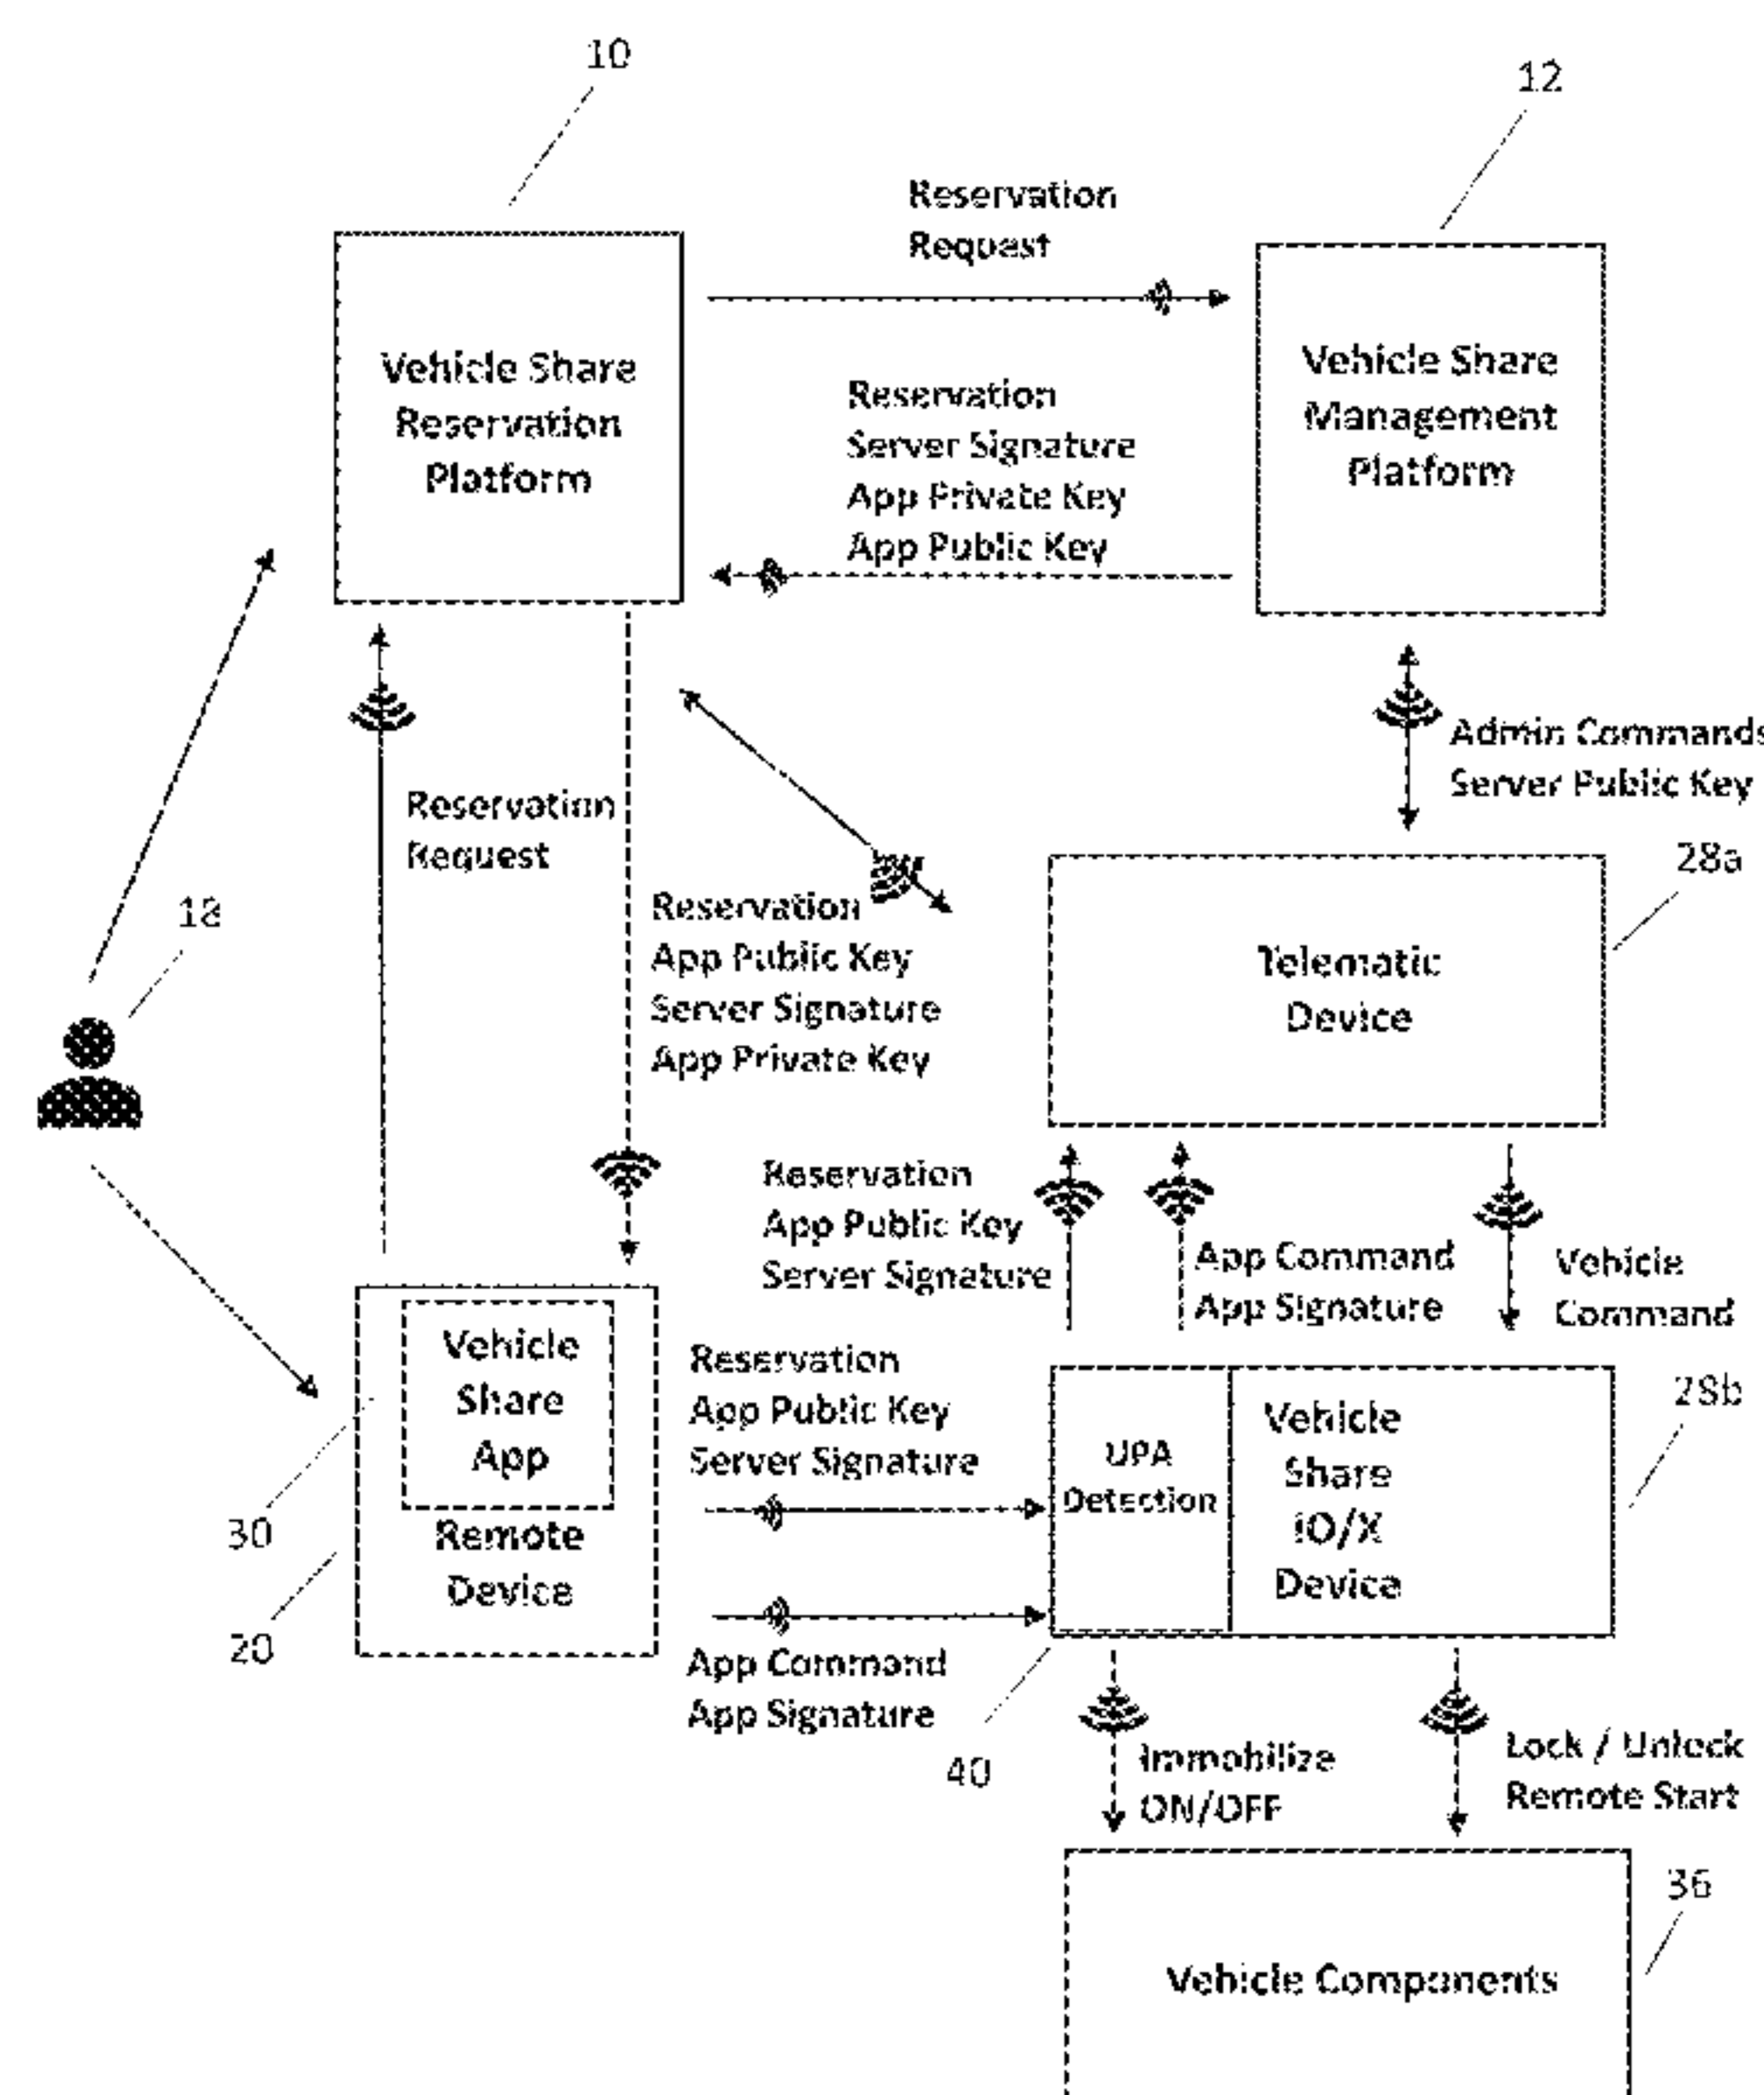 10
12
Reservation
Request
Vehicle Share
Reservation
Platform
Vehicle Share
Management
Platform
Reservation
Server Signature
App Private Key
App Public Key
Admin Commands
Server Public Key
Reservation
Request
28a
18
Reservation
App Public Key
Server Signature
App Private Key
Telematic
Device
Reservation
App Public Key
Server Signature
App Command
App Signature
Vehicle
Command
Vehicle
Share
App
Remote
Device
30
20
Reservation
App Public Key
Server Signature
UPA
Detection
Vehicle
Share
iO/X
Device
28b
App Command
App Signature
40
Immobilize
ON/OFF
Lock / Unlock
Remote Start
36
Vehicle Components